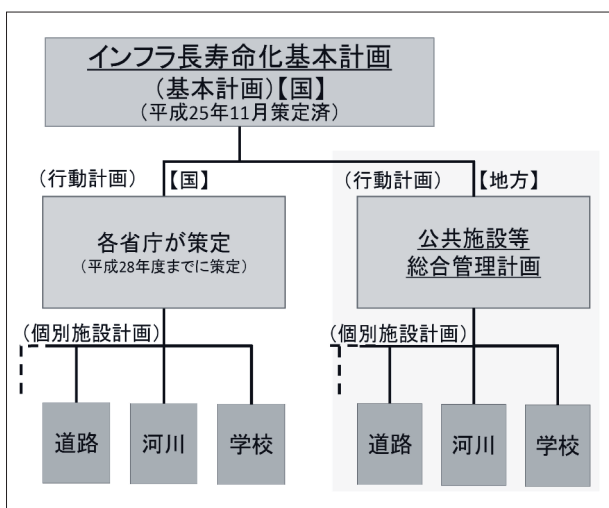 インフラ長寿命化基本計画
(基本計画)【国】
(平成25年11月策定済)
(行動計画) 【国】
各省庁が策定
(平成28年度までに策定)
(個別施設計画)
道路
河川
学校
(行動計画) 【地方】
公共施設等
総合管理計画
(個別施設計画)
道路
河川
学校